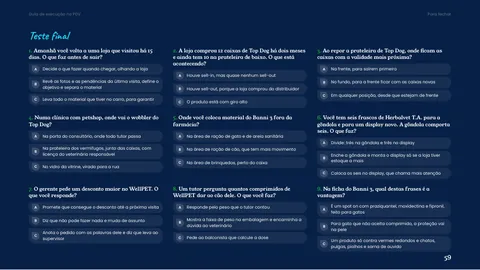 Guia de execução no PDV
Para testar
Teste final
1. Amanhã você volta a uma loja que visitou há 15
dias. O que faz antes de sair?
A Decide o que fazer quando chegar, olhando a loja
B Revê as fotos e as pendências da última visita, define o
objetivo e separa o material
C Leva todo o material que tiver no carro, para garantir
2. A loja comprou 12 caixas de Top Dog há dois meses
e ainda tem 10 na prateleira de baixo. O que está
acontecendo?
A Houve sell-in, mas quase nenhum sell-out
B Houve sell-out, porque a loja comprou do distribuidor
C O produto está com giro alto
3. Ao repor a prateleira de Top Dog, onde ficam as
caixas com a validade mais próxima?
A Na frente, para saírem primeiro
B No fundo, para a frente ficar com as caixas novas
C Em qualquer posição, desde que estejam de frente
4. Numa clínica com petshop, onde vai o wobbler do
Top Dog?
A Na porta do consultório, onde todo tutor passa
B Na prateleira dos vermífugos, junto das caixas, com
licença do veterinário responsável
C No vidro da vitrine, virado para a rua
5. Onde você coloca material do Banni 3 fora da
farmácia?
A Na área de ração de gato e de areia sanitária
B Na área de ração de cão, que tem mais movimento
C Na área de brinquedos, perto do caixa
6. Você tem seis frascos de Herbalvet T.A. para a
gôndola e para um display novo. A gôndola comporta
seis. O que faz?
A Divide: três na gôndola e três no display
B Enche a gôndola e monta o display só se a loja tiver
estoque a mais
C Coloca os seis no display, que chama mais atenção
7. O gerente pede um desconto maior no WellPET. O
que você responde?
A Promete que consegue o desconto até a próxima visita
B Diz que não pode fazer nada e muda de assunto
C Anota o pedido com as palavras dele e diz que leva ao
supervisor
8. Um tutor pergunta quantos comprimidos de
WellPET dar ao cão dele. O que você faz?
A Responde pelo peso que o tutor contou
B Mostra a faixa de peso na embalagem e encaminha a
dúvida ao veterinário
C Pede ao balconista que calcule a dose
9. Na ficha do Banni 3, qual destas frases é a
vantagem?
A É um spot on com praziquantel, moxidectina e fipronil,
feito para gatos
B Para gato que não aceita comprimido, a proteção vai
na pele
C Um produto só contra vermes redondos e chatos,
pulgas, piolhos e sarna de ouvido
59